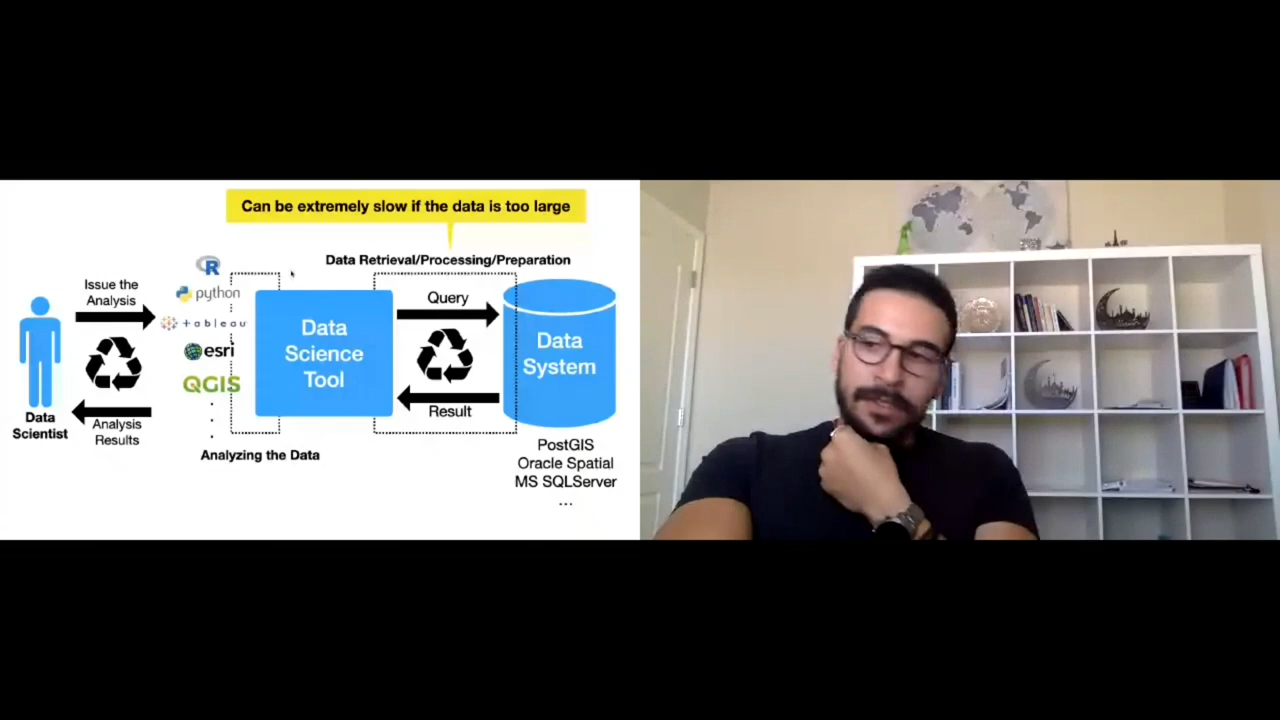 Can be extremely slow if the data is too large
Data Retrieval/Processing/Preparation
Issue the
Analysis
Data
Scientist
Analysis
Results
R
python
+ableau
esri
QGIS
.
.
.
Analyzing the Data
Data
Science
Tool
Query
Result
Data
System
PostGIS
Oracle Spatial
MS SQLServer
...